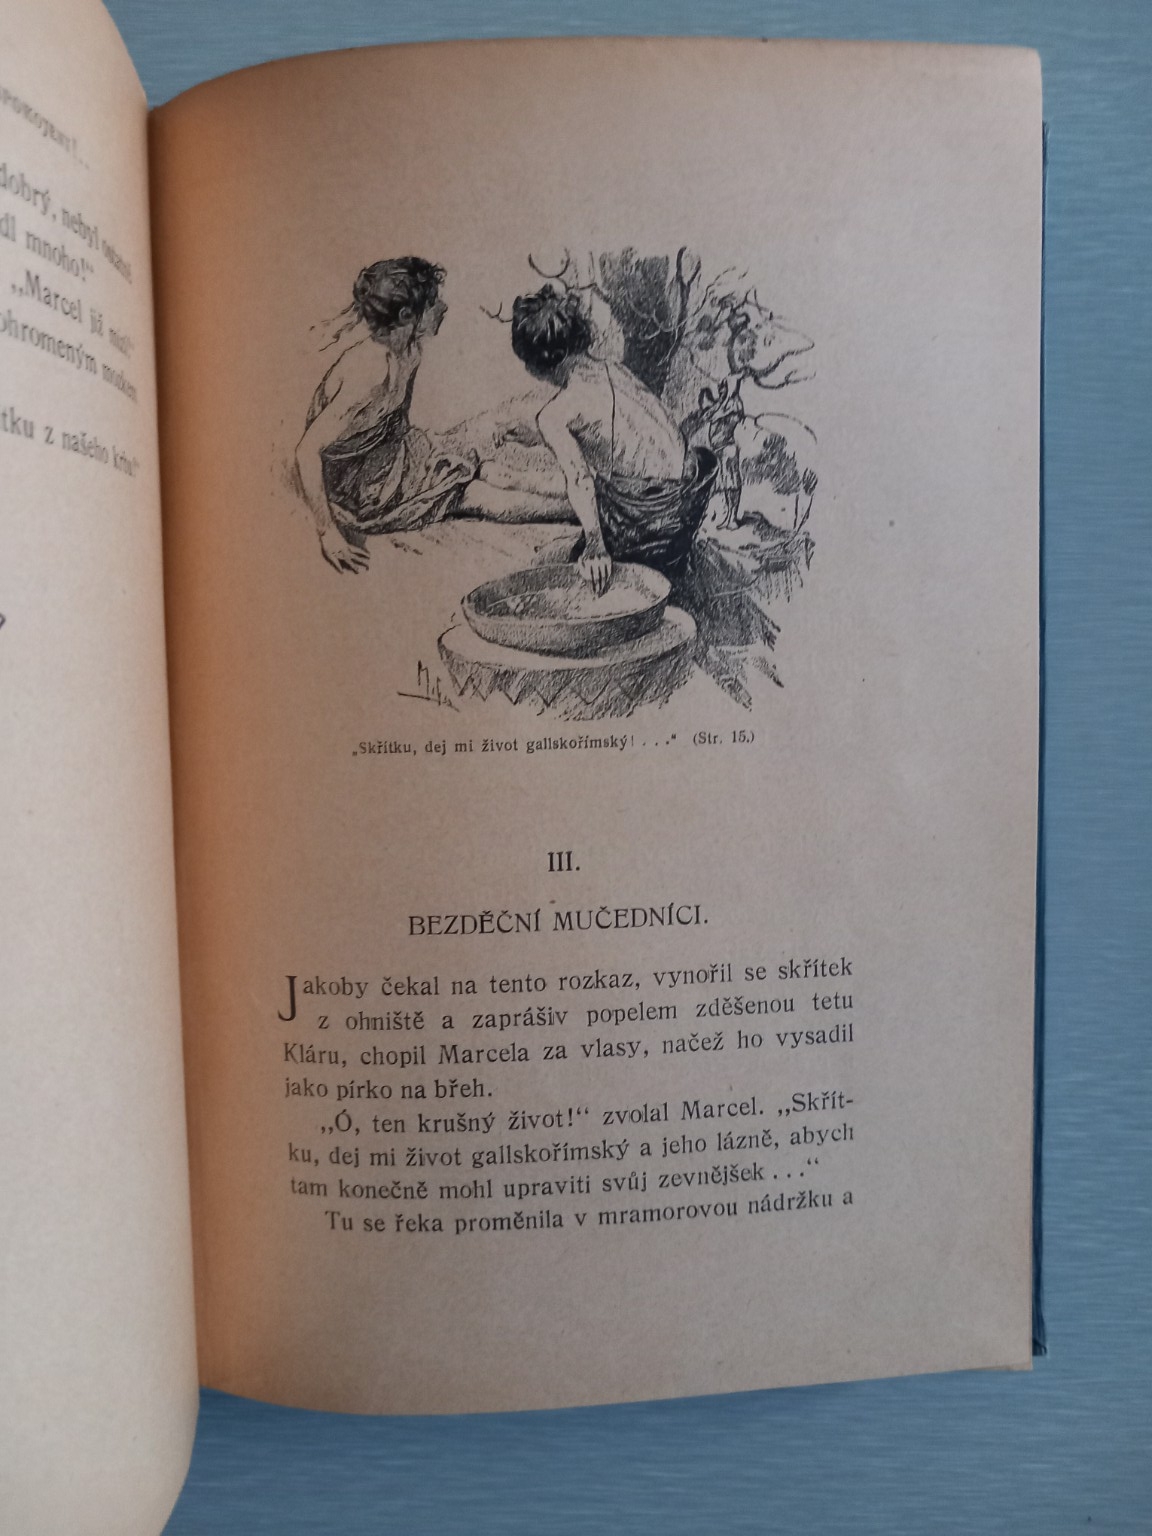 dobrý, nebyl
dl mnoho!“
„Marcel již
ohromeným mozkem
tku z našeho krbu!“
„Skřítku, dej mi život gallskořímský! . . .“ (Str. 15.)
III.
BEZDĚČNÍ MUČEDNÍCI.
Jakoby čekal na tento rozkaz, vynořil se skřítek
z ohniště a zaprášiv popelem zděšenou tetu
Kláru, chopil Marcela za vlasy, načež ho vysadil
jako pírko na břeh.
„Ó, ten krušný život!“ zvolal Marcel. „Skřít-
ku, dej mi život gallskořímský a jeho lázně, abych
tam konečně mohl upraviti svůj zevnějšek . . .“
Tu se řeka proměnila v mramorovou nádržku a